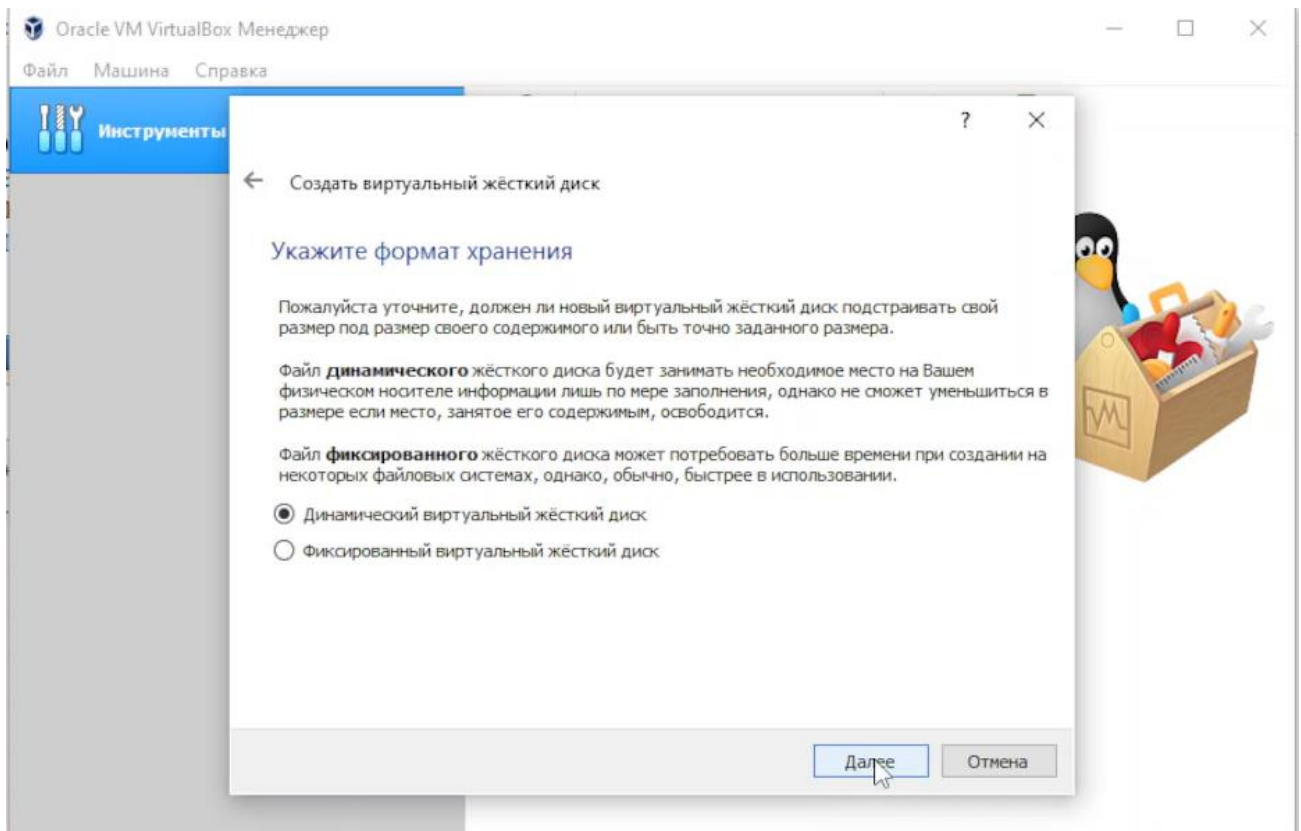 Oracle VM VirtualBox Менеджер
Файл Машина Справка
Инструменты
?
Создать виртуальный жёсткий диск
Укажите формат хранения
Пожалуйста уточните, должен ли новый виртуальный жёсткий диск подстраивать свой
размер под размер своего содержимого или быть точно заданного размера.
Файл динамического жёсткого диска будет занимать необходимое место на Вашем
физическом носителе информации лишь по мере заполнения, однако не сможет уменьшиться в
размере если место, занятое его содержимым, освободится.
Файл фиксированного жёсткого диска может потребовать больше времени при создании на
некоторых файловых системах, однако, обычно, быстрее в использовании.
Динамический виртуальный жёсткий диск
Фиксированный виртуальный жёсткий диск
Далее Отмена